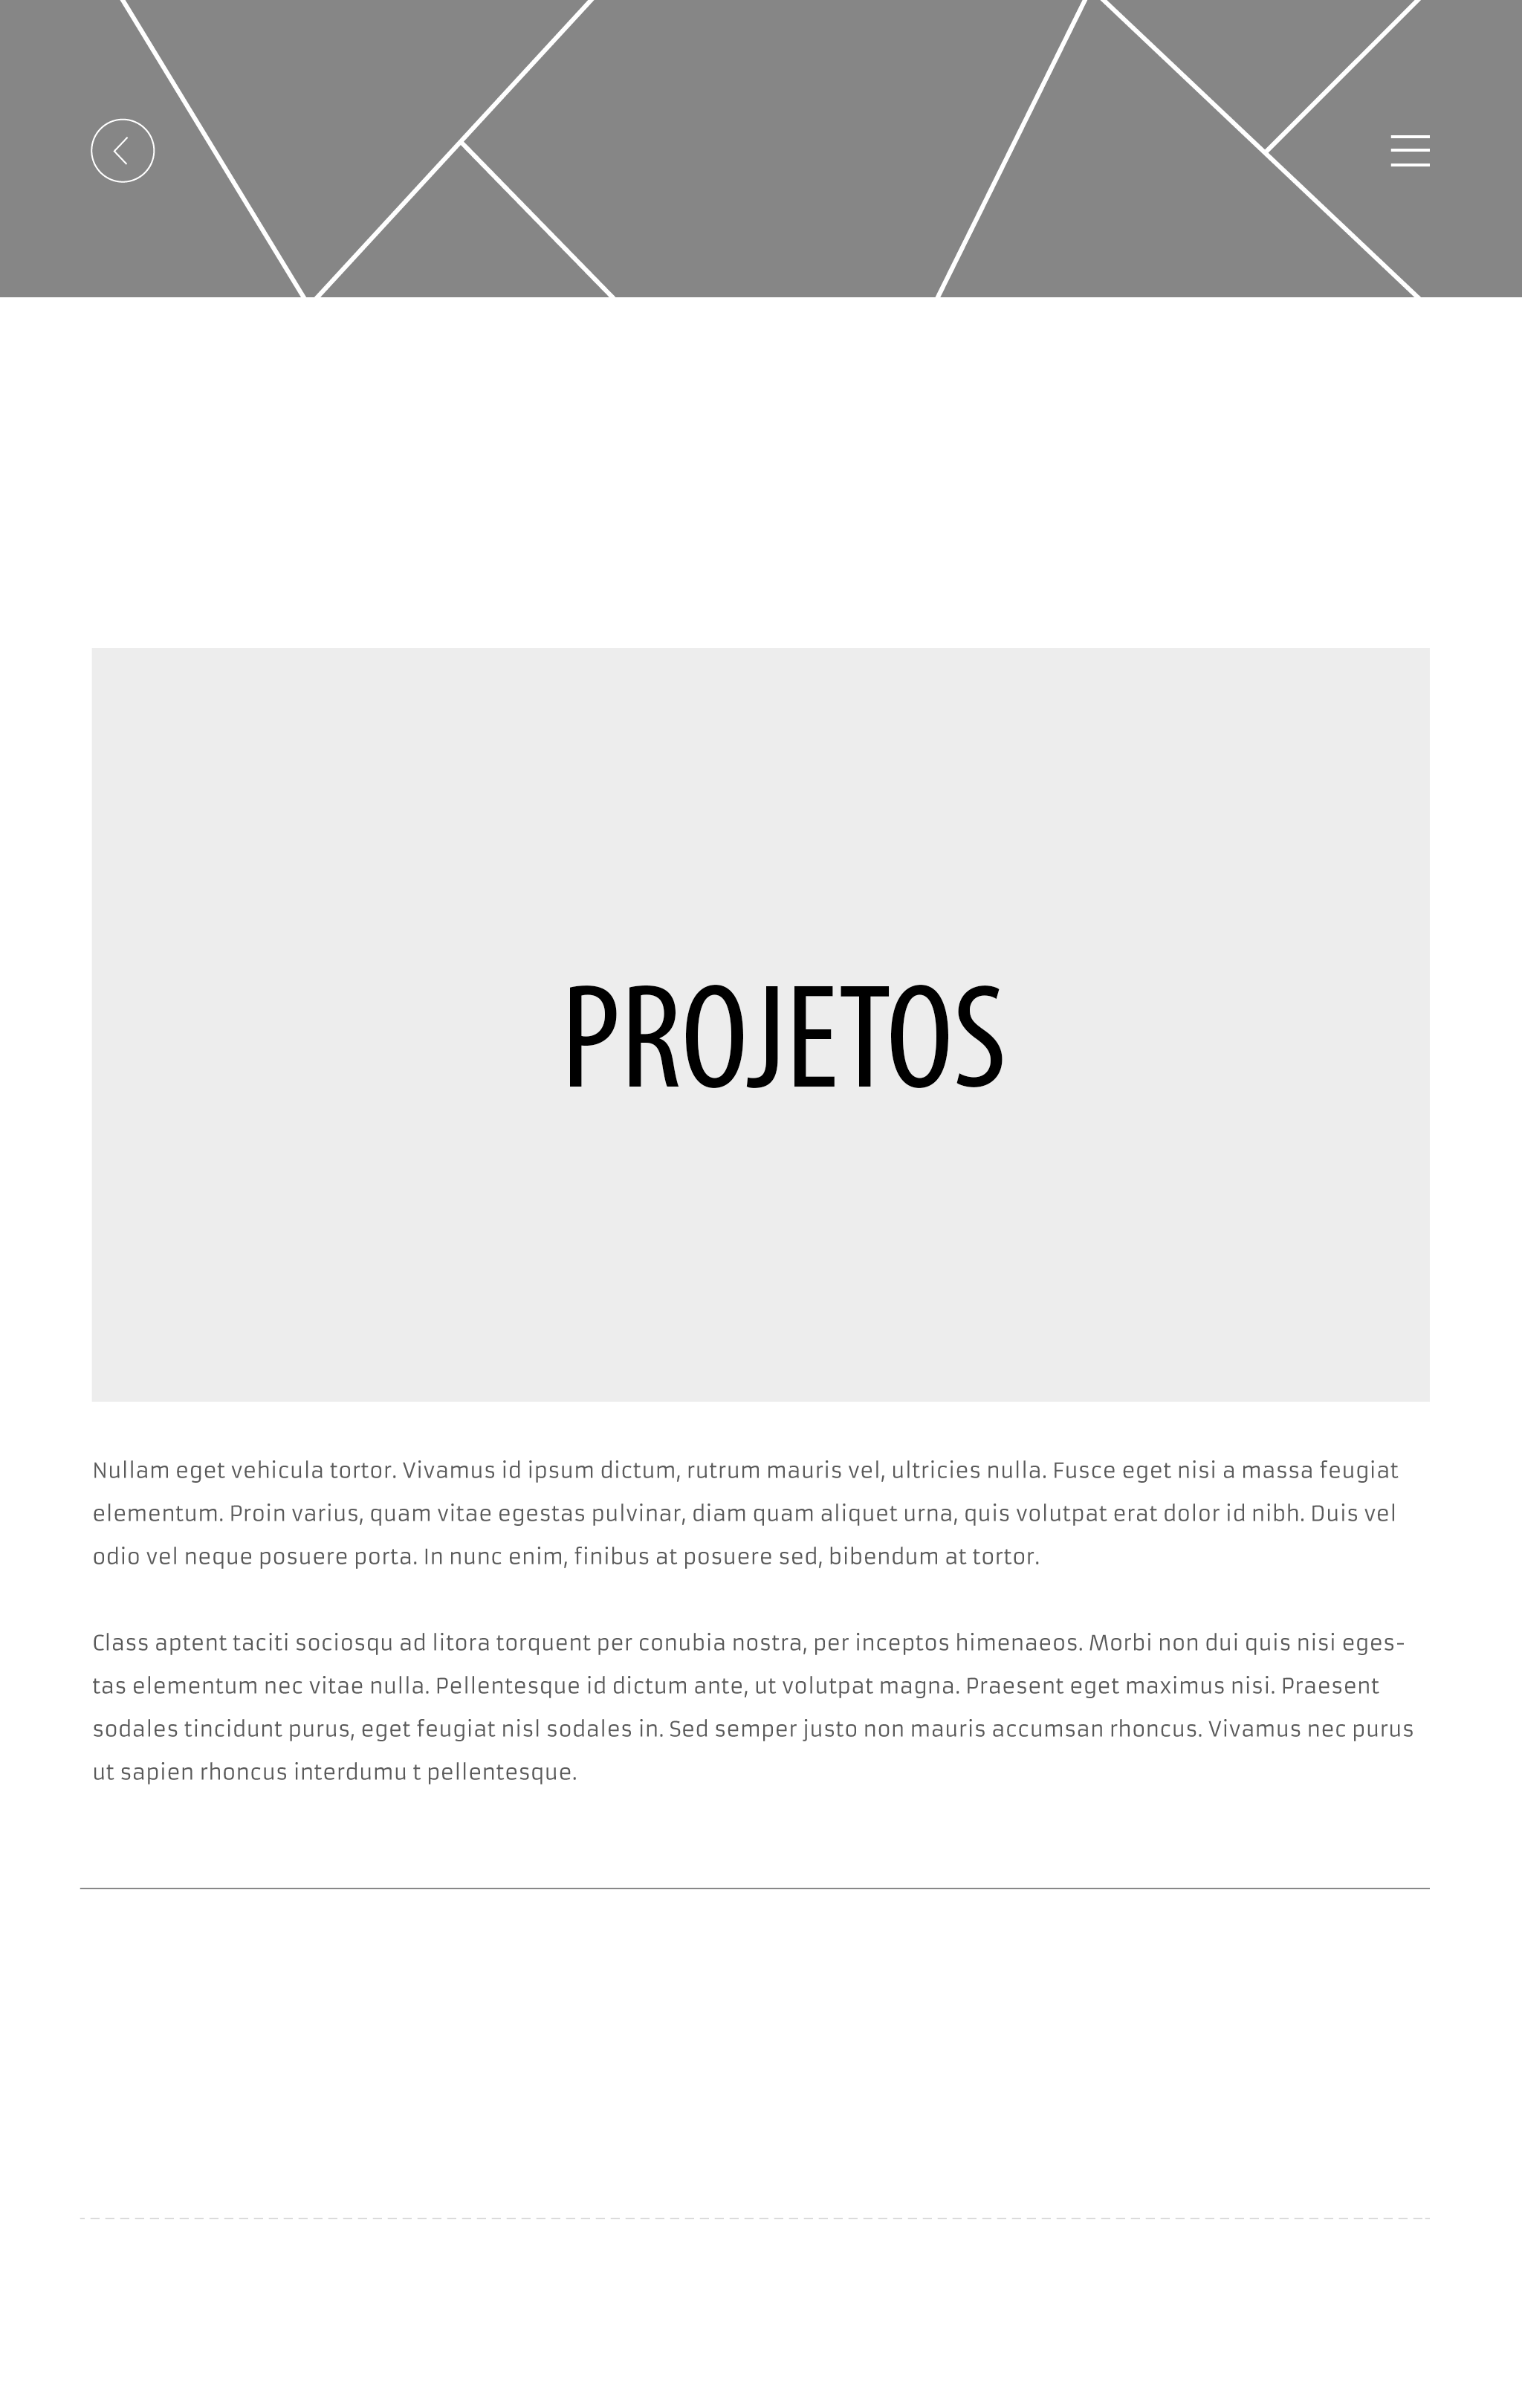 PROJETOS
Nullam eget vehicula tortor. Vivamus id ipsum dictum, rutrum mauris vel, ultricies nulla. Fusce eget nisi a massa feugiat
elementum. Proin varius, quam vitae egestas pulvinar, diam quam aliquet urna, quis volutpat erat dolor id nibh. Duis vel
odio vel neque posuere porta. In nunc enim, finibus at posuere sed, bibendum at tortor.
Class aptent taciti sociosqu ad litora torquent per conubia nostra, per inceptos himenaeos. Morbi non dui quis nisi eges-
tas elementum nec vitae nulla. Pellentesque id dictum ante, ut volutpat magna. Praesent eget maximus nisi. Praesent
sodales tincidunt purus, eget feugiat nisl sodales in. Sed semper justo non mauris accumsan rhoncus. Vivamus nec purus
ut sapien rhoncus interdumu t pellentesque.